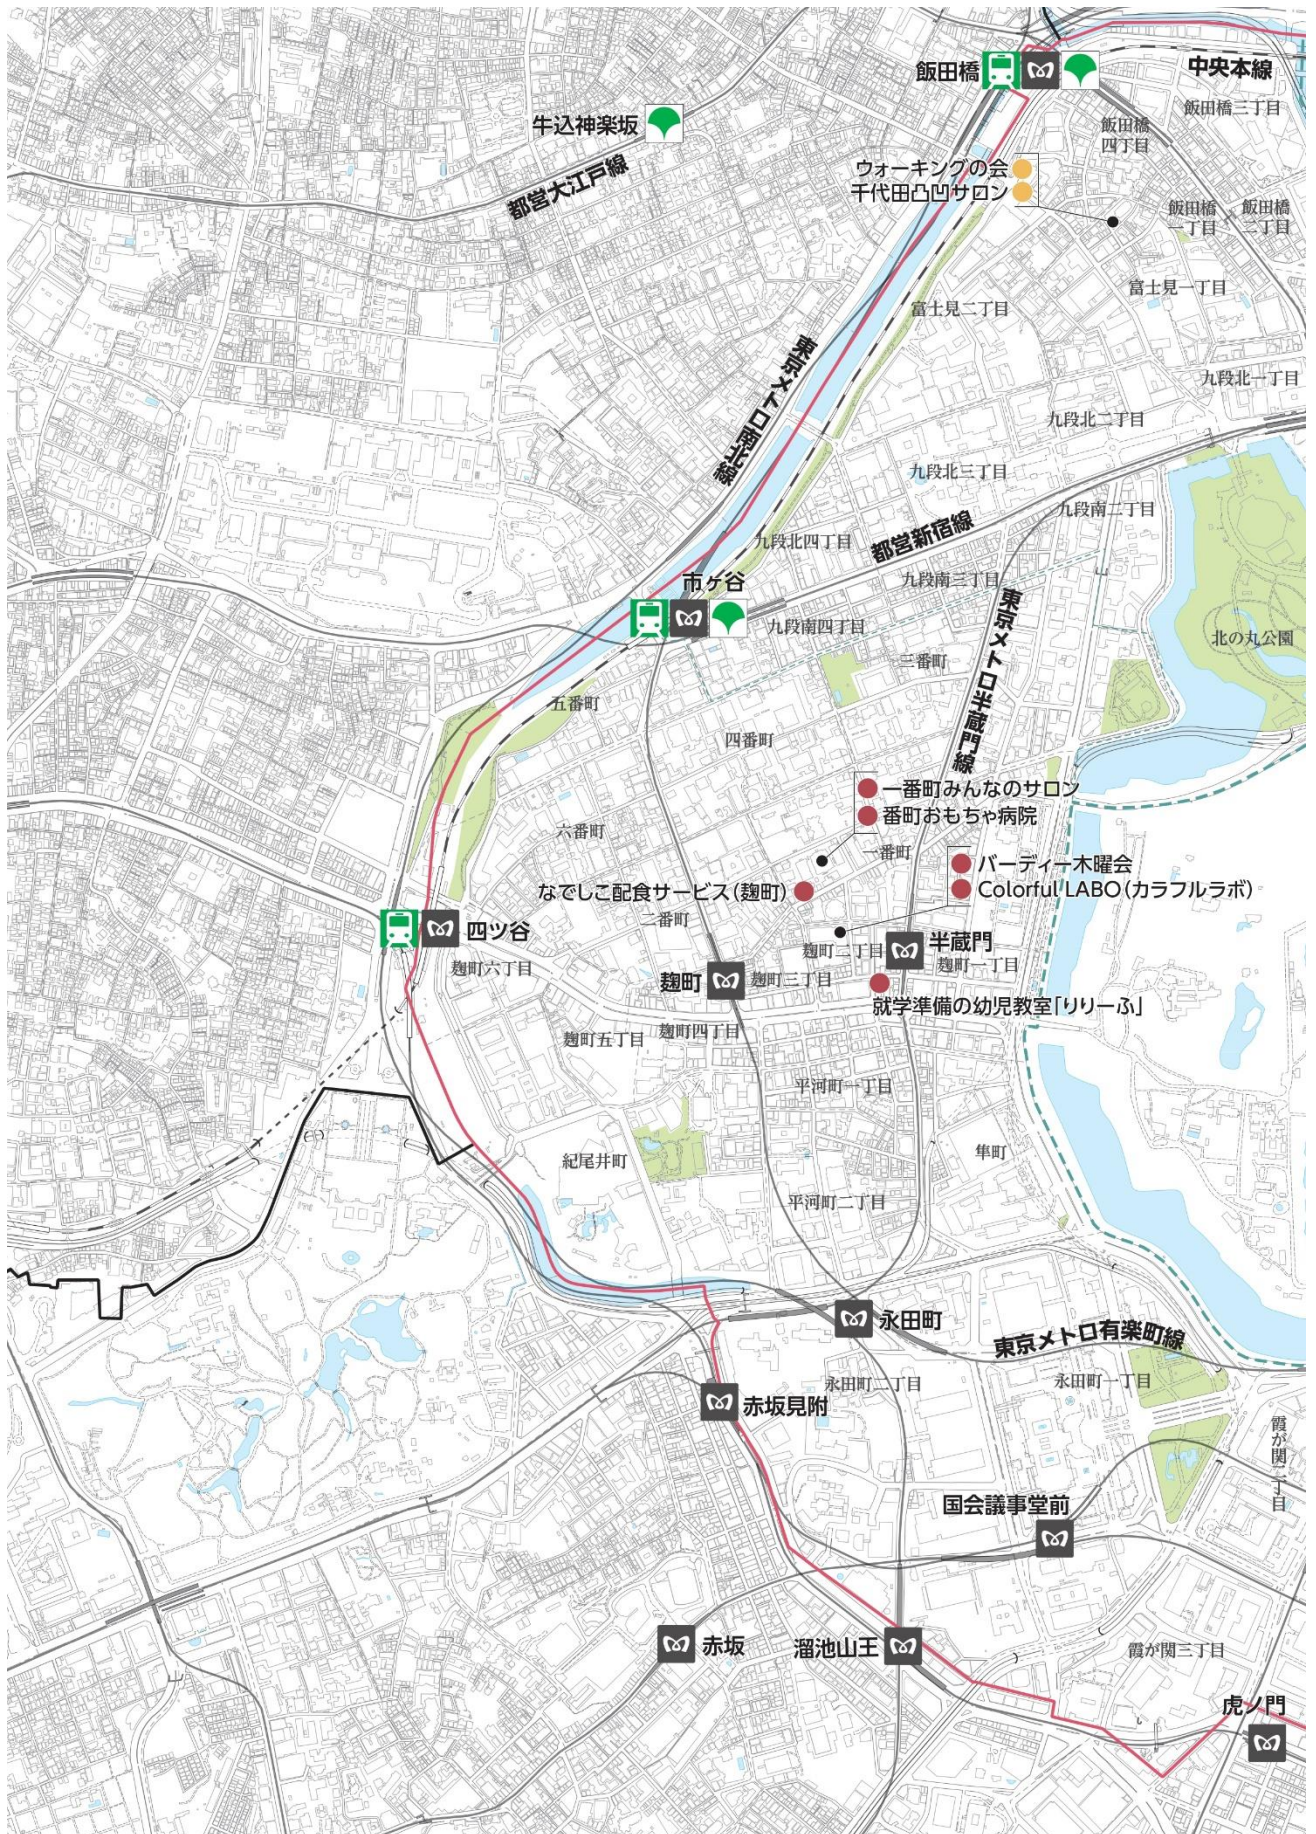 飯田橋
中央本線
飯田橋三丁目
飯田橋
四丁目
牛込神楽坂
都営大江戸線
ウォーキングの会
千代田凸凹サロン
飯田橋
一丁目
飯田橋
二丁目
富士見一丁目
富士見二丁目
東京メトロ南北線
九段北一丁目
九段北二丁目
九段北三丁目
九段南二丁目
都営新宿線
九段北四丁目
市ヶ谷
九段南三丁目
九段南四丁目
東京メトロ半蔵門線
北の丸公園
三番町
五番町
四番町
一番町みんなのサロン
番町おもちゃ病院
六番町
一番町
バーディー木曜会
Colorful LABO（カラフルラボ）
なでしこ配食サービス（麹町）
二番町
四ツ谷
半蔵門
麹町二丁目
麹町一丁目
麹町六丁目
麹町
麹町三丁目
就学準備の幼児教室「りりーふ」
麹町五丁目
麹町四丁目
平河町一丁目
隼町
紀尾井町
平河町二丁目
永田町
東京メトロ有楽町線
永田町二丁目
永田町一丁目
赤坂見附
霞が関二丁目
国会議事堂前
赤坂
溜池山王
霞が関三丁目
虎ノ門